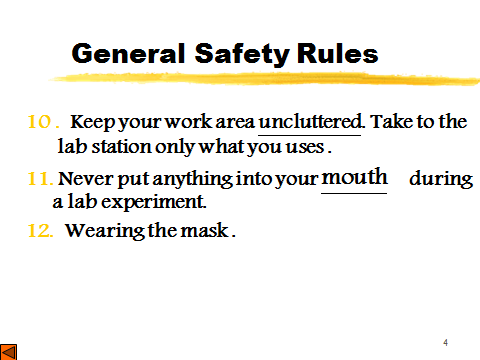 General Safety Rules
10 . Keep your work area uncluttered. Take to the
lab station only what you uses .
11. Never put anything into your mouth during
a lab experiment.
12. Wearing the mask .
4